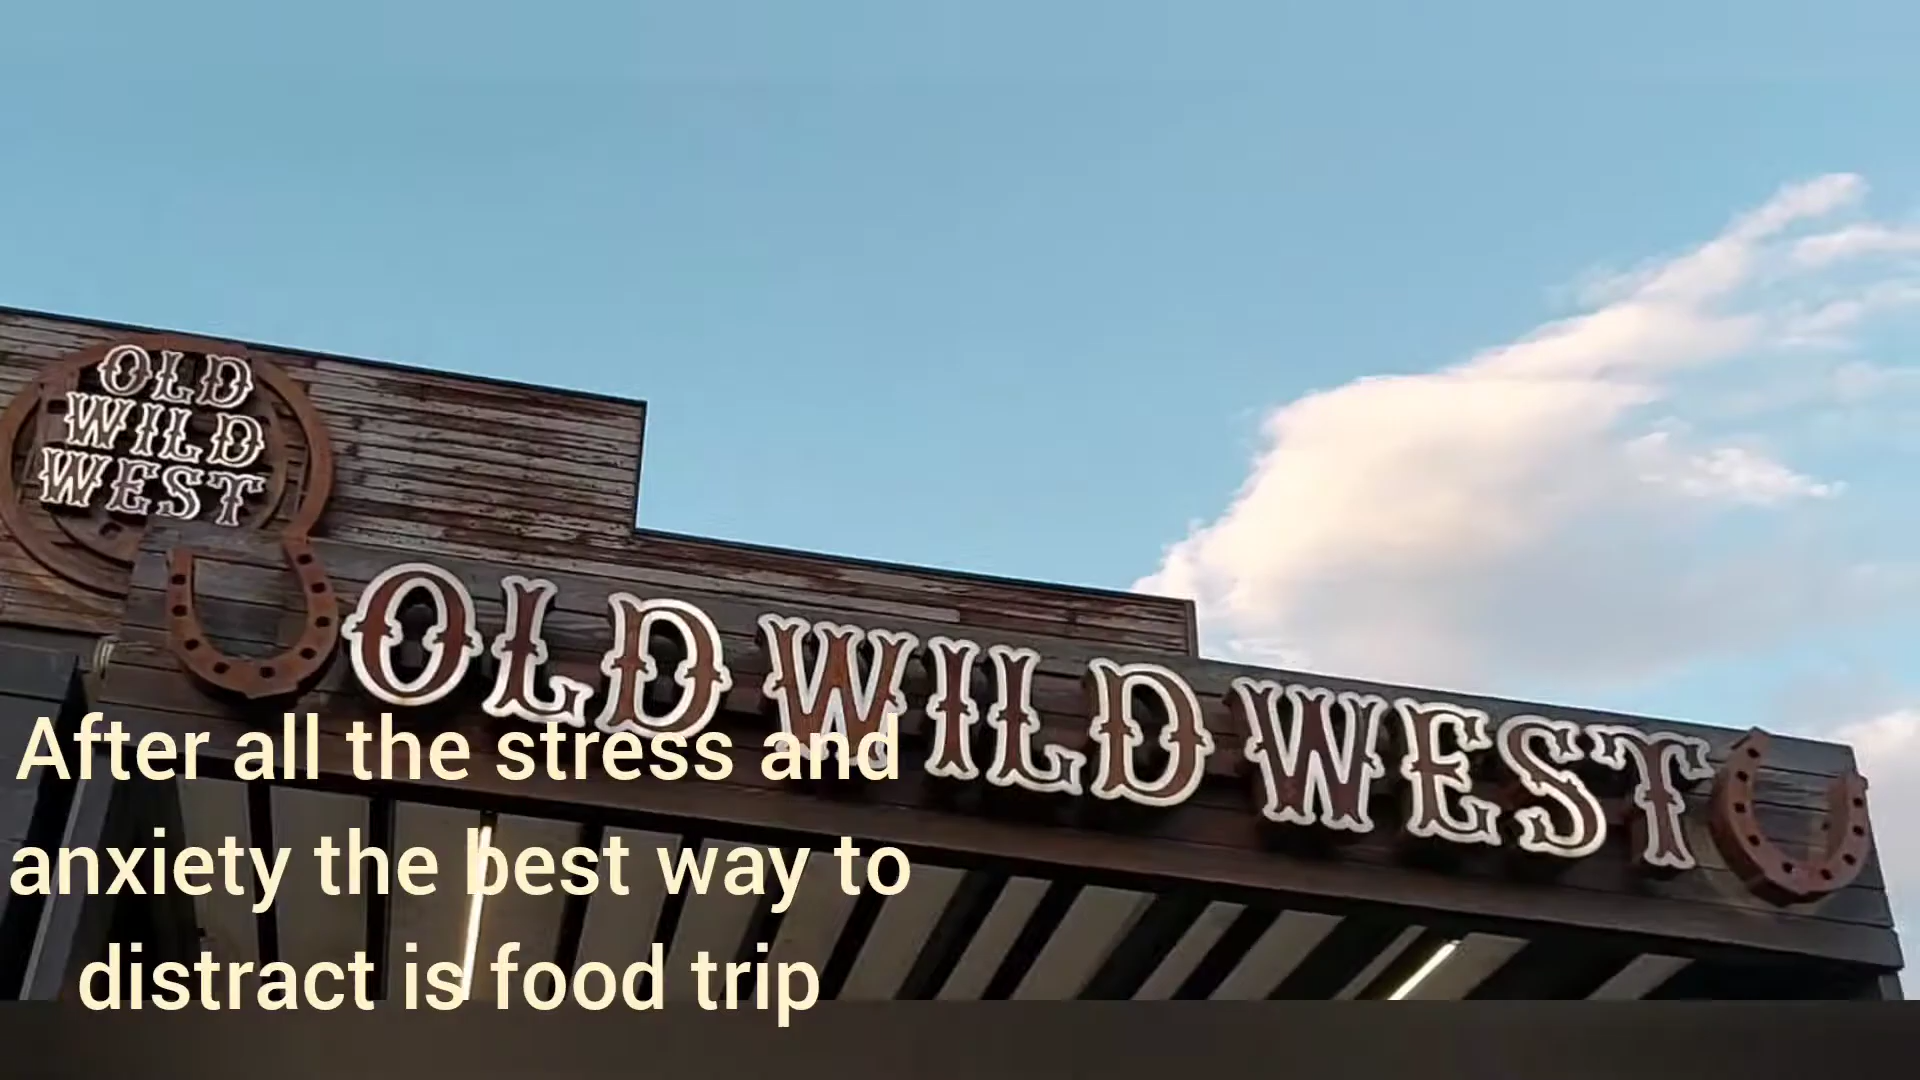 OLD
WILD
WEST
OLD WILD WEST
After all the stress and
anxiety the best way to
distract is food trip